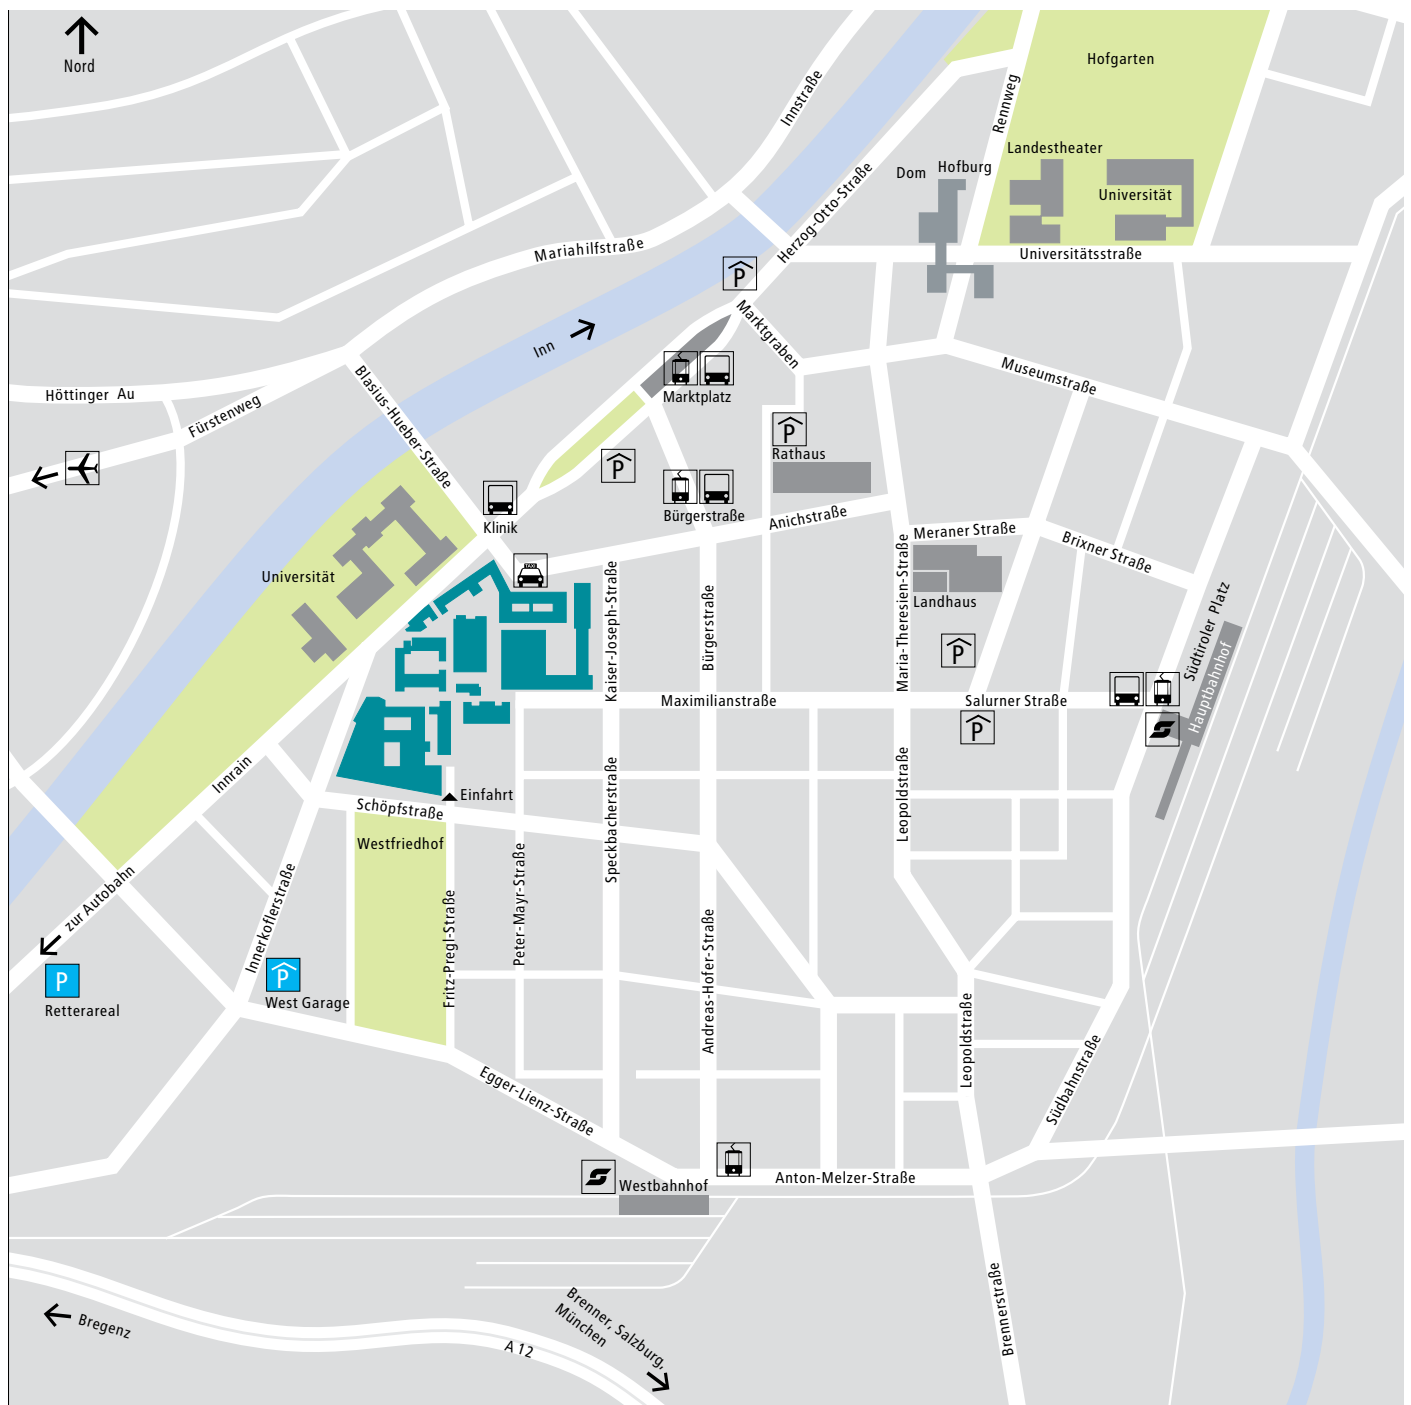 Nord
Hofgarten
Innstraße
Rennweg
Landestheater
Dom
Hofburg
Universität
Herzog-Otto-Straße
Mariahilfstraße
Universitätsstraße
P
Marktgraben
Inn
Museumstraße
Höttinger Au
Fürstenweg
Blasius-Hueber-Straße
Marktplatz
P
Rathaus
P
Klinik
Bürgerstraße
Anichstraße
Meraner Straße
Brixner Straße
TAXI
Universität
Kaiser-Joseph-Straße
Bürgerstraße
Maria-Theresien-Straße
Landhaus
P
Südtiroler Platz
Hauptbahnhof
Maximilianstraße
Salurner Straße
P
Innrain
Einfahrt
Schöpfstraße
Westfriedhof
Speckbacherstraße
Leopoldstraße
zur Autobahn
Innerkoflerstraße
Fritz-Pregl-Straße
Peter-Mayr-Straße
Andreas-Hofer-Straße
P
Retterareal
P
West Garage
Leopoldstraße
Südbahnstraße
Egger-Lienz-Straße
Westbahnhof
Anton-Melzer-Straße
Brennerstraße
Bregenz
A 12
Brenner, Salzburg,
München